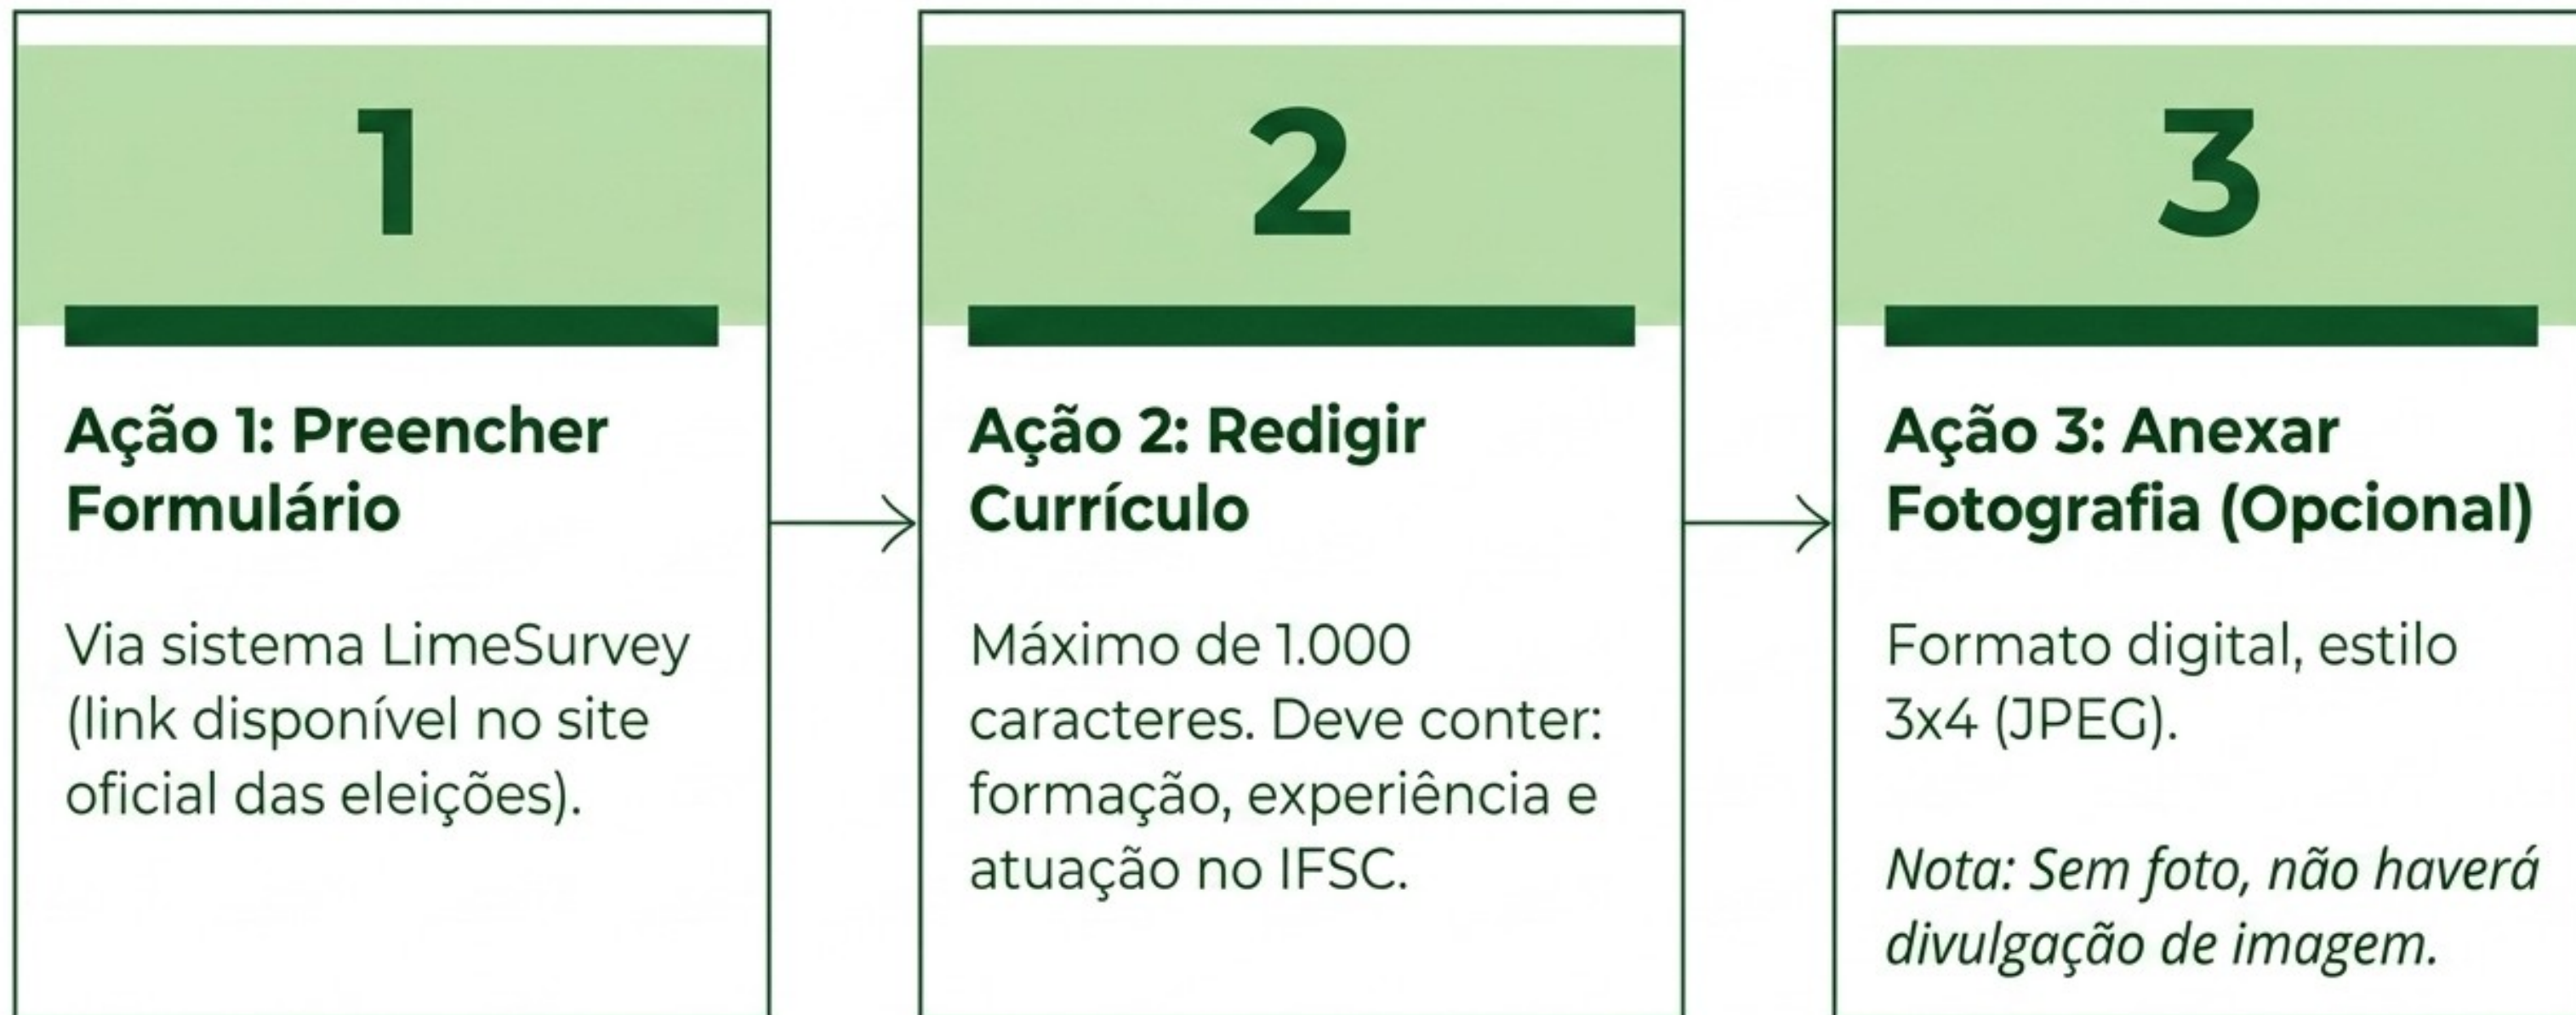 1
Ação 1: Preencher
Formulário
Via sistema LimeSurvey
(link disponível no site
oficial das eleições).
2
Ação 2: Redigir
Currículo
Máximo de 1.000
caracteres. Deve conter:
formação, experiência e
atuação no IFSC.
3
Ação 3: Anexar
Fotografia (Opcional)
Formato digital, estilo
3x4 (JPEG).
Nota: Sem foto, não haverá
divulgação de imagem.